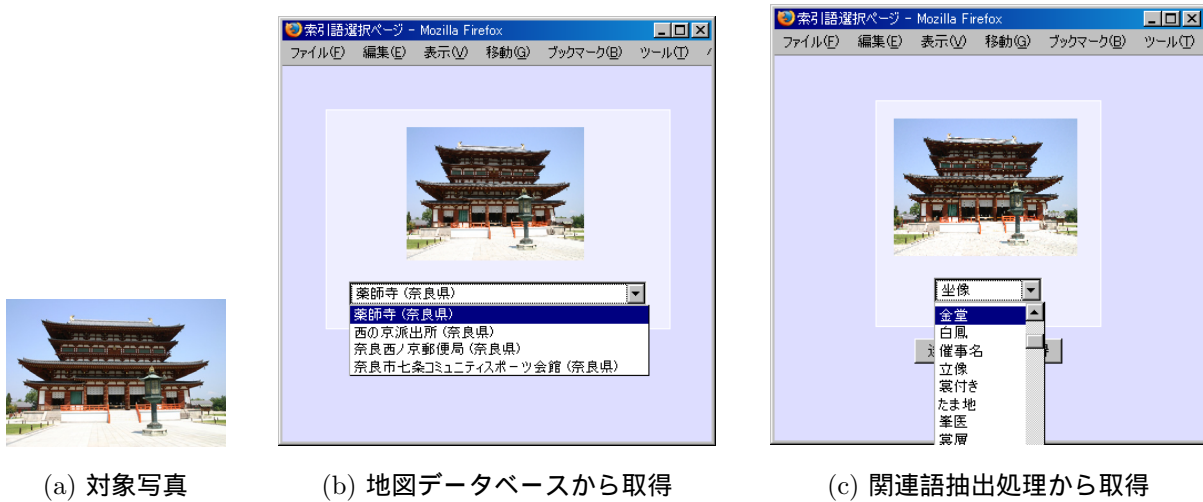 索引語選択ページ - Mozilla Firefox
ファイル(F) 編集(E) 表示(V) 移動(G) ブックマーク(B) ツール(T)
薬師寺 (奈良県)
薬師寺 (奈良県)
西の京派出所 (奈良県)
奈良西ノ京郵便局 (奈良県)
奈良市七条コミュニティスポーツ会館 (奈良県)
索引語選択ページ - Mozilla Firefox
ファイル(F) 編集(E) 表示(V) 移動(G) ブックマーク(B) ツール(T)
坐像
金堂
白鳳
催事名
立像
裳付き
たま地
峯医
裳層
(a) 対象写真
(b) 地図データベースから取得
(c) 関連語抽出処理から取得